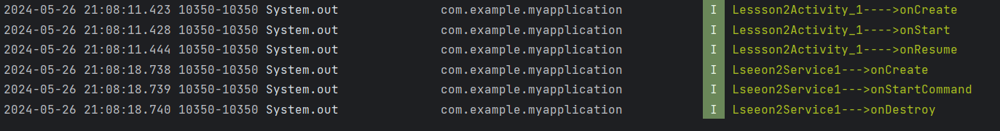 2024-05-26 21:08:11.423 10350-10350 System.out com.example.myapplication I Lessson2Activity_1---->onCreate
2024-05-26 21:08:11.428 10350-10350 System.out com.example.myapplication I Lessson2Activity_1---->onStart
2024-05-26 21:08:11.444 10350-10350 System.out com.example.myapplication I Lessson2Activity_1---->onResume
2024-05-26 21:08:18.738 10350-10350 System.out com.example.myapplication I Lseeon2Service1--->onCreate
2024-05-26 21:08:18.739 10350-10350 System.out com.example.myapplication I Lseeon2Service1--->onStartCommand
2024-05-26 21:08:18.740 10350-10350 System.out com.example.myapplication I Lseeon2Service1--->onDestroy